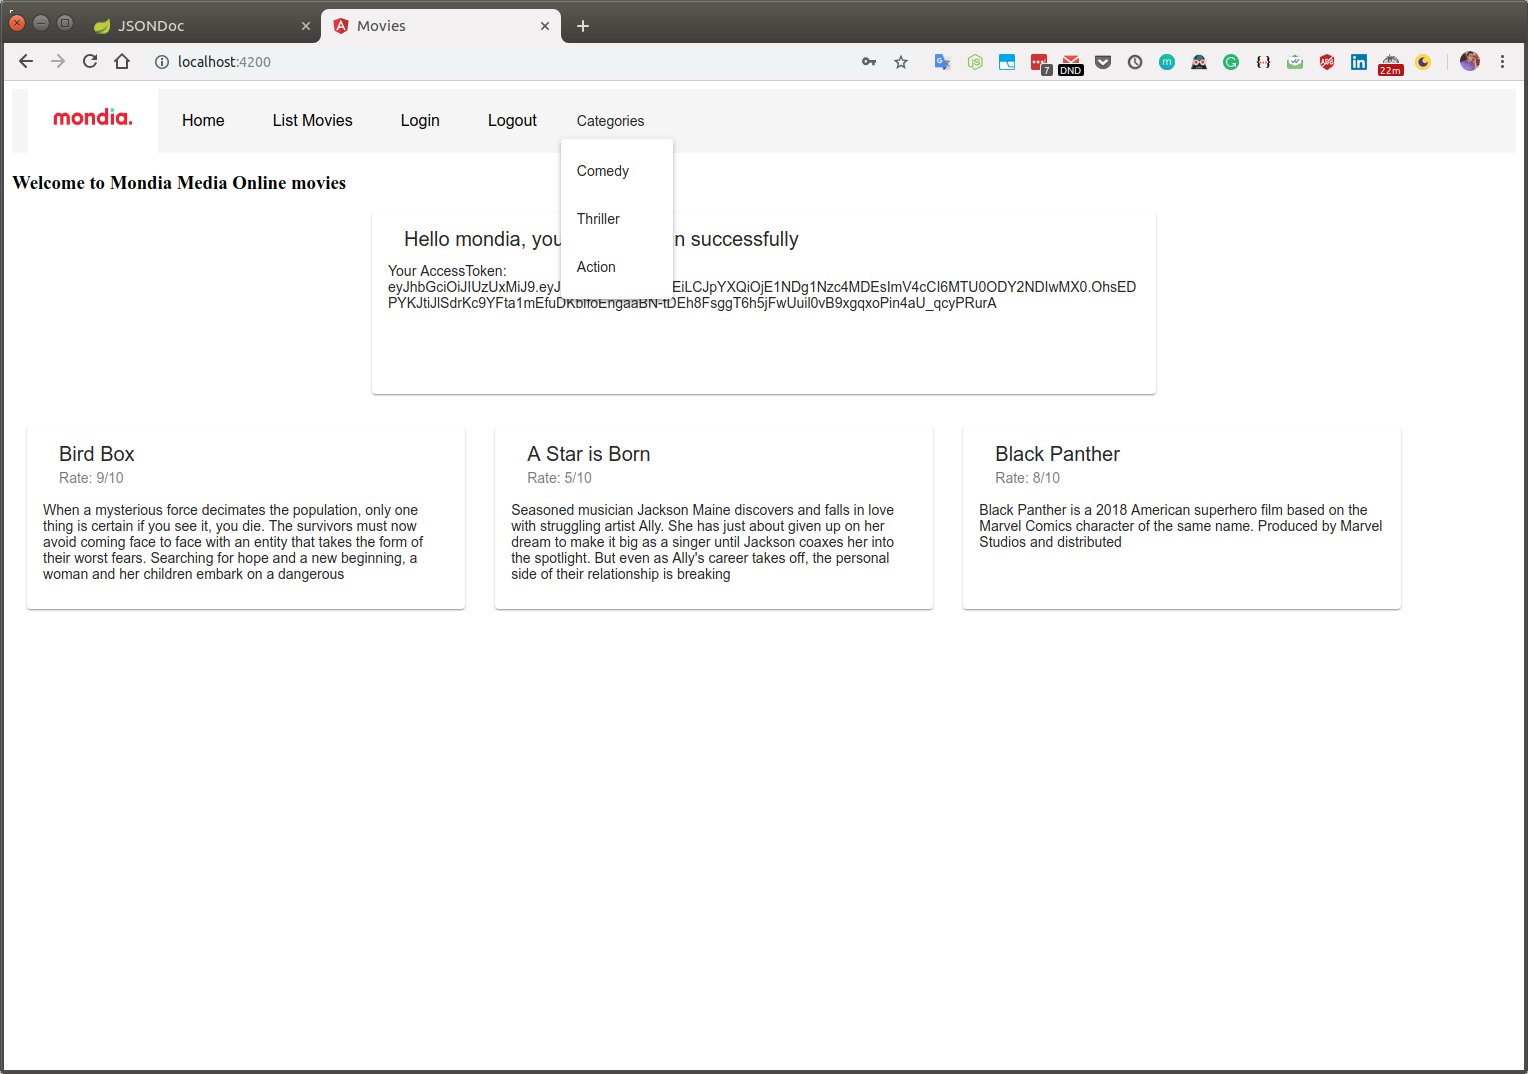 JSONDoc
Movies
localhost:4200
7
DND
22m
mondia.
Home
List Movies
Login
Logout
Categories
Comedy
Thriller
Action
Welcome to Mondia Media Online movies
Hello mondia, you successfully
Your AccessToken:
When a mysterious force decimates the population, only one
Bird Box
Rate: 9/10
thing is certain if you see it, you die. The survivors must now
avoid coming face to face with an entity that takes the form of
their worst fears. Searching for hope and a new beginning, a
woman and her children embark on a dangerous
A Star is Born
Rate: 5/10
Seasoned musician Jackson Maine discovers and falls in love
with struggling artist Ally. She has just about given up on her
dream to make it big as a singer until Jackson coaxes her into
the spotlight. But even as Ally's career takes off, the personal
side of their relationship is breaking
Black Panther
Rate: 8/10
Black Panther is a 2018 American superhero film based on the
Marvel Comics character of the same name. Produced by Marvel
Studios and distributed